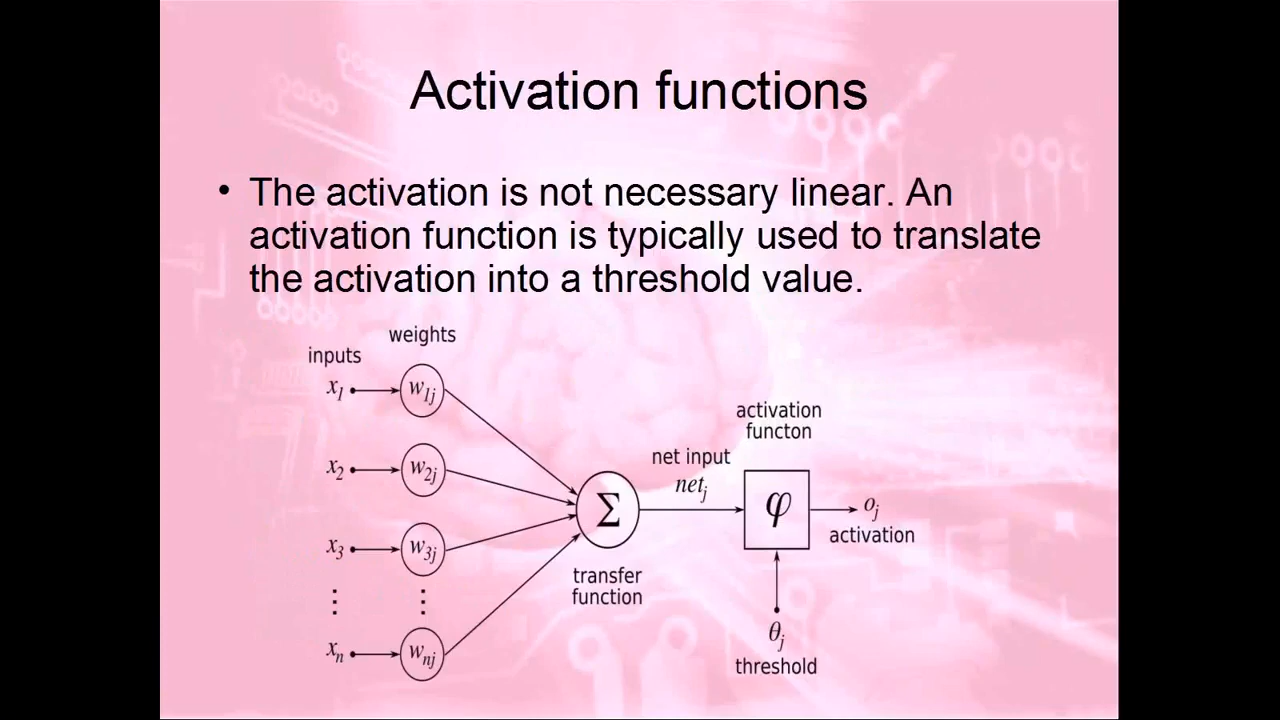 Activation functions
• The activation is not necessary linear. An
activation function is typically used to translate
the activation into a threshold value.
weights
inputs
x1 w1j
x2 w2j
x3 w3j
⋮ ⋮
xn wnj
Σ
transfer
function
net input
netj
activation
functon
φ
oj
activation
θj
threshold